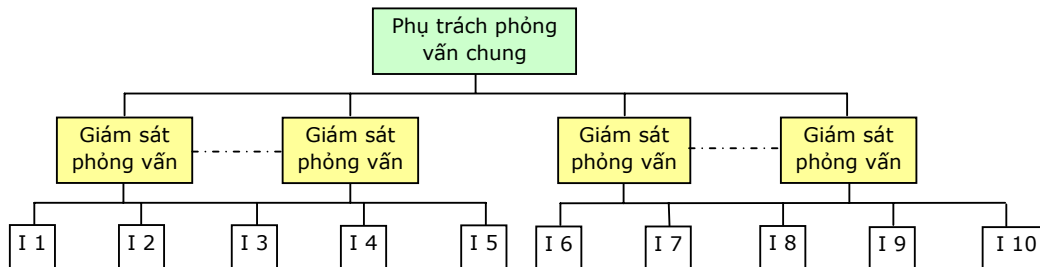 Phụ trách phỏng
vấn chung
Giám sát
phỏng vấn
Giám sát
phỏng vấn
Giám sát
phỏng vấn
Giám sát
phỏng vấn
I 1
I 2
I 3
I 4
I 5
I 6
I 7
I 8
I 9
I 10